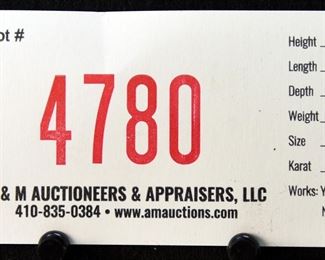 ot #
4780
& M AUCTIONEERS & APPRAISERS, LLC
410-835-0384 • www.amauctions.com
Height
Length
Depth
Weight
Size
Karat
Works: Y
N